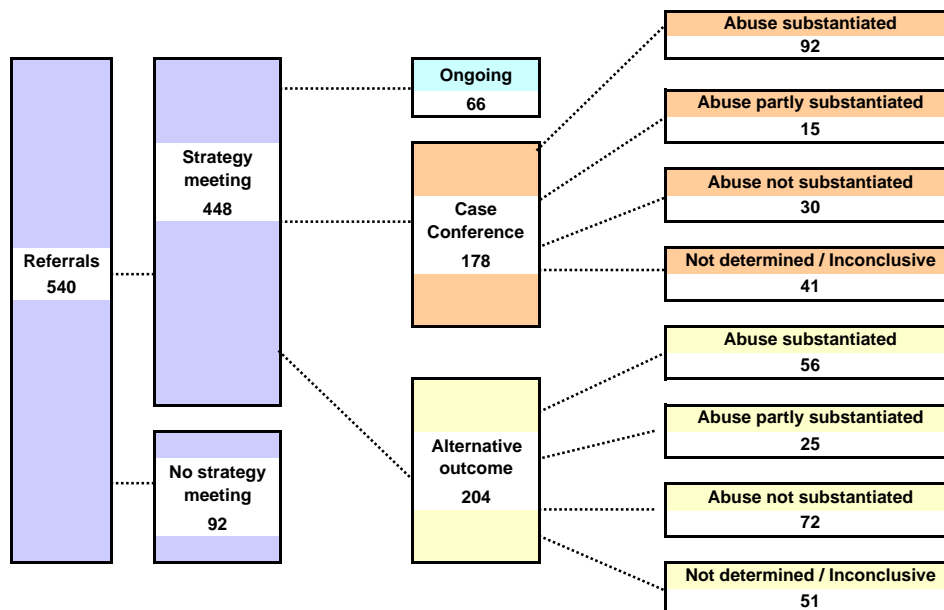 Referrals
540
Strategy
meeting
448
No strategy
meeting
92
Ongoing
66
Case
Conference
178
Alternative
outcome
204
Abuse substantiated
92
Abuse partly substantiated
15
Abuse not substantiated
30
Not determined / Inconclusive
41
Abuse substantiated
56
Abuse partly substantiated
25
Abuse not substantiated
72
Not determined / Inconclusive
51